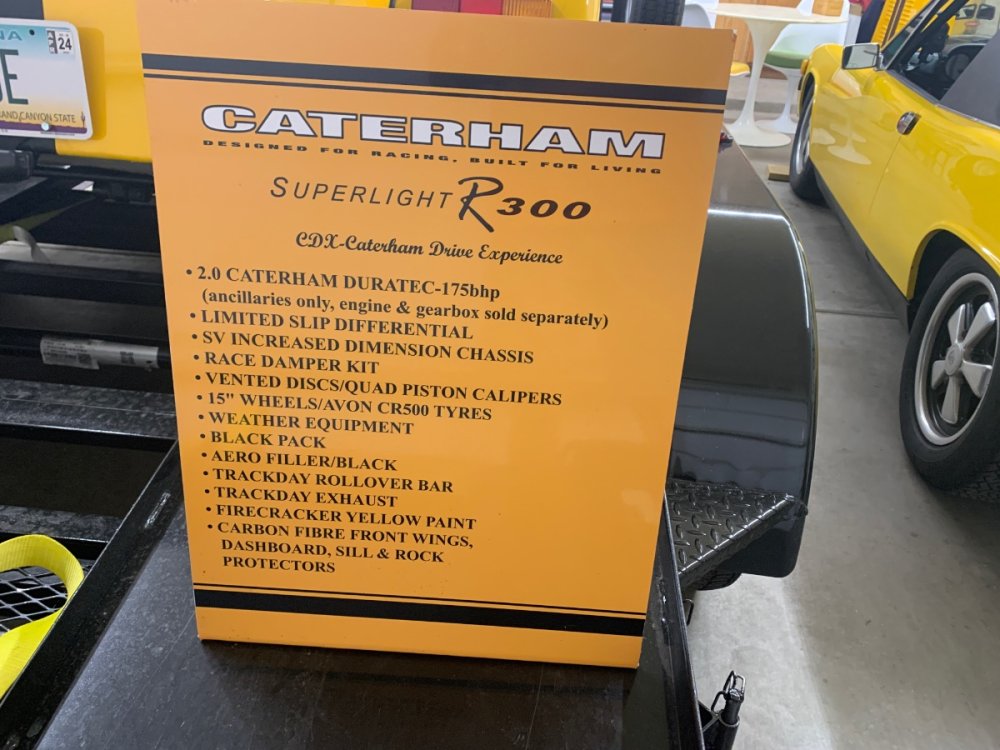 NA
24
E
AND CANYON STATE
CATERHAM
DESIGNED FOR RACING, BUILT FOR LIVING
SUPERLIGHT R300
CDX-Caterham Drive Experience
• 2.0 CATERHAM DURATEC-175bhp
(ancillaries only, engine & gearbox sold separately)
• LIMITED SLIP DIFFERENTIAL
• SV INCREASED DIMENSION CHASSIS
• RACE DAMPER KIT
• VENTED DISCS/QUAD PISTON CALIPERS
• 15" WHEELS/AVON CR500 TYRES
• WEATHER EQUIPMENT
• BLACK PACK
• AERO FILLER/BLACK
• TRACKDAY ROLLOVER BAR
• TRACKDAY EXHAUST
• FIRECRACKER YELLOW PAINT
• CARBON FIBRE FRONT WINGS,
DASHBOARD, SILL & ROCK
PROTECTORS